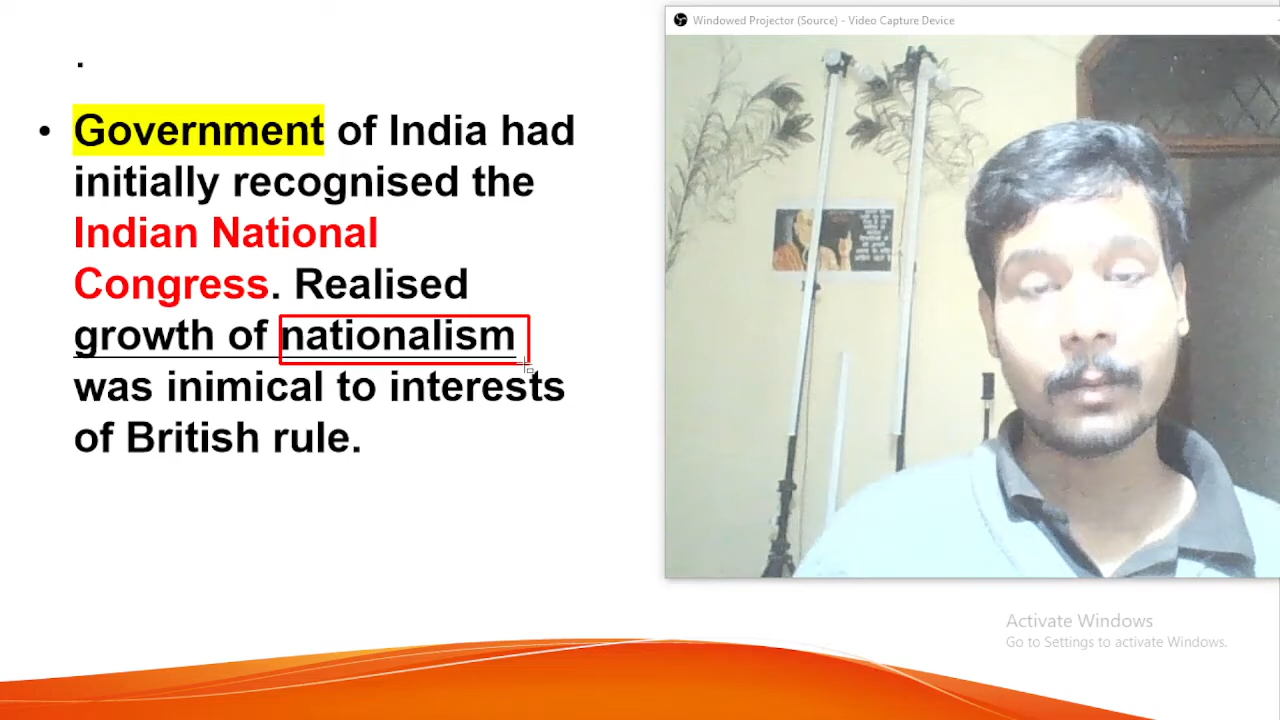 Windowed Projector (Source) - Video Capture Device
.
• Government of India had
initially recognised the
Indian National
Congress. Realised
growth of nationalism
was inimical to interests
of British rule.
Activate Windows
Go to Settings to activate Windows.